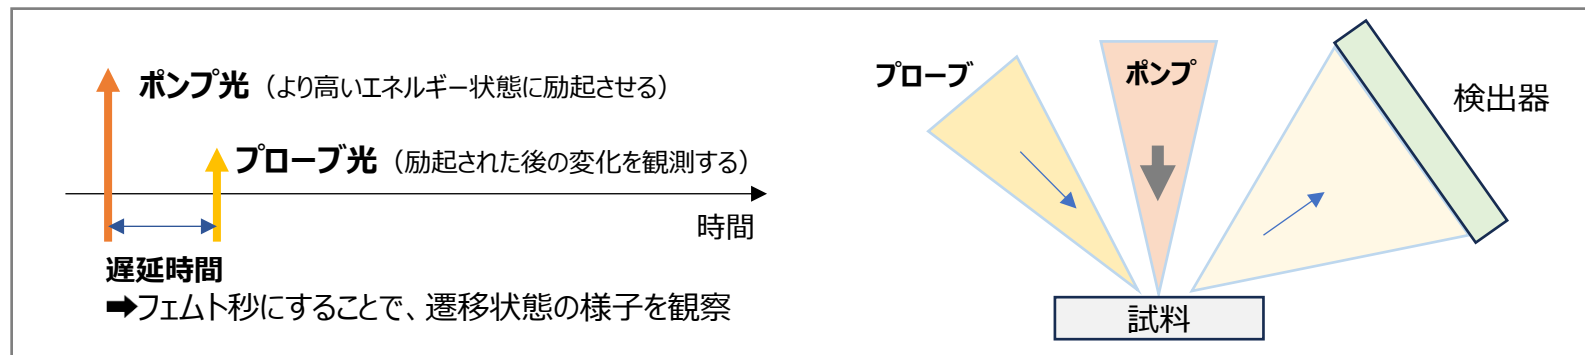 ポンプ光（より高いエネルギー状態に励起させる）
プローブ光（励起された後の変化を観測する）
時間
遅延時間
➡フェムト秒にすることで、遷移状態の様子を観察
プローブ
ポンプ
検出器
試料